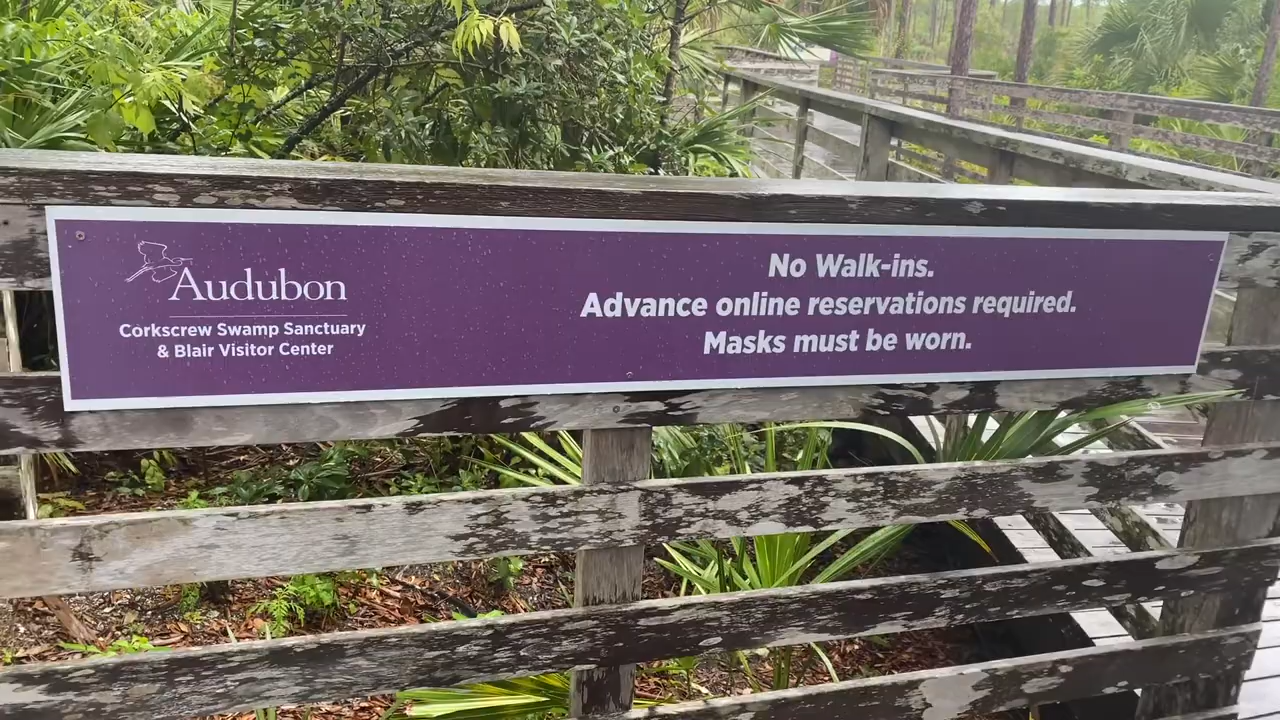 Audubon
Corkscrew Swamp Sanctuary
& Blair Visitor Center
No Walk-ins.
Advance online reservations required.
Masks must be worn.